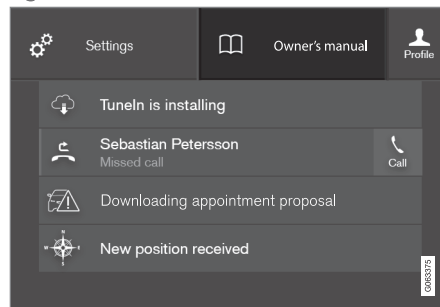 Settings
Owner's manual
Profile
TuneIn is installing
Sebastian Petersson
Missed call
Call
Downloading appointment proposal
New position received
G063375